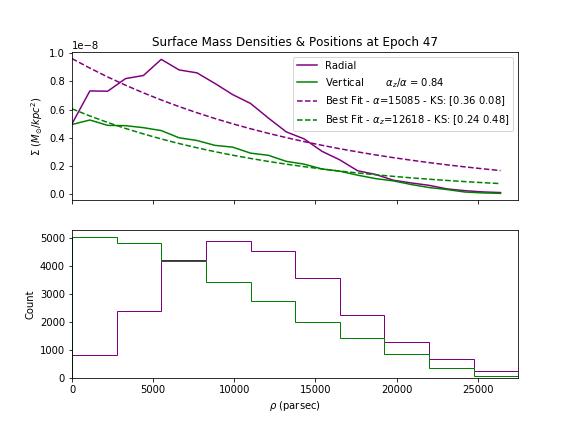 Surface Mass Densities & Positions at Epoch 47
1e−8
1.0
0.8
0.6
0.4
0.2
0.0
Σ (M☉/kpc²)
Radial
Vertical α_z/α = 0.84
Best Fit - α=15085 - KS: [0.36 0.08]
Best Fit - α_z=12618 - KS: [0.24 0.48]
5000
4000
3000
2000
1000
0
Count
0 5000 10000 15000 20000 25000
ρ (parsec)